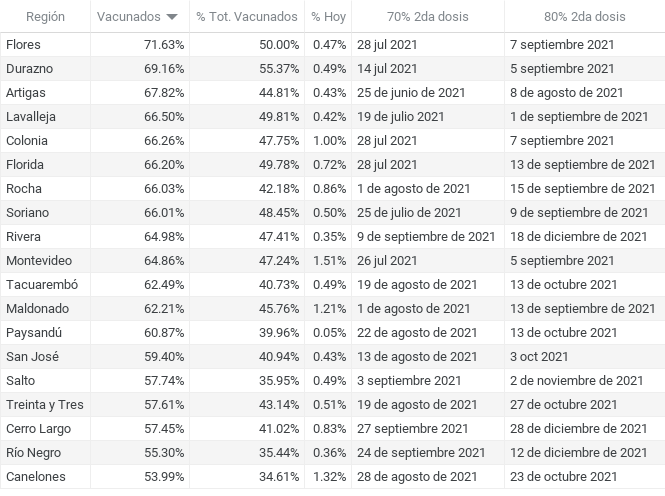 Región Vacunados % Tot. Vacunados % Hoy 70% 2da dosis 80% 2da dosis
Flores 71.63% 50.00% 0.47% 28 jul 2021 7 septiembre 2021
Durazno 69.16% 55.37% 0.49% 14 jul 2021 5 septiembre 2021
Artigas 67.82% 44.81% 0.43% 25 de junio de 2021 8 de agosto de 2021
Lavalleja 66.50% 49.81% 0.42% 19 de julio de 2021 1 de septiembre de 2021
Colonia 66.26% 47.75% 1.00% 28 jul 2021 7 septiembre 2021
Florida 66.20% 49.78% 0.72% 28 jul 2021 13 de septiembre de 2021
Rocha 66.03% 42.18% 0.86% 1 de agosto de 2021 15 de septiembre de 2021
Soriano 66.01% 48.45% 0.50% 25 de julio de 2021 9 de septiembre de 2021
Rivera 64.98% 47.41% 0.35% 9 de septiembre de 2021 18 de diciembre de 2021
Montevideo 64.86% 47.24% 1.51% 26 jul 2021 5 septiembre 2021
Tacuarembó 62.49% 40.73% 0.49% 19 de agosto de 2021 13 de octubre de 2021
Maldonado 62.21% 45.76% 1.21% 1 de agosto de 2021 13 de septiembre de 2021
Paysandú 60.87% 39.96% 0.05% 22 de agosto de 2021 13 de octubre de 2021
San José 59.40% 40.94% 0.43% 13 de agosto de 2021 3 oct 2021
Salto 57.74% 35.95% 0.49% 3 septiembre 2021 2 de noviembre de 2021
Treinta y Tres 57.61% 43.14% 0.51% 19 de agosto de 2021 27 de octubre de 2021
Cerro Largo 57.45% 41.02% 0.83% 27 septiembre 2021 28 de diciembre de 2021
Río Negro 55.30% 35.44% 0.36% 24 de septiembre de 2021 12 de diciembre de 2021
Canelones 53.99% 34.61% 1.32% 28 de agosto de 2021 23 de octubre de 2021